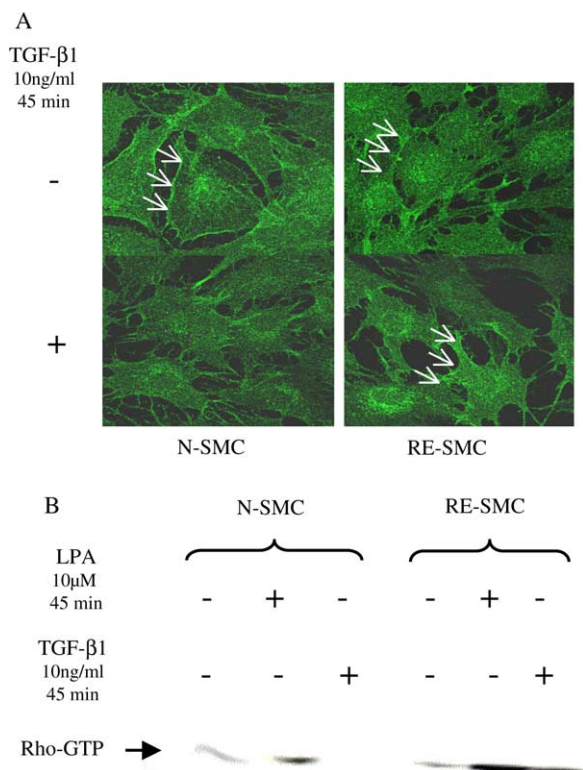 A
TGF-β1
10ng/ml
45 min
-
+
N-SMC RE-SMC
B N-SMC RE-SMC
LPA
10µM
45 min
- + - - + -
TGF-β1
10ng/ml
45 min
- - + - - +
Rho-GTP